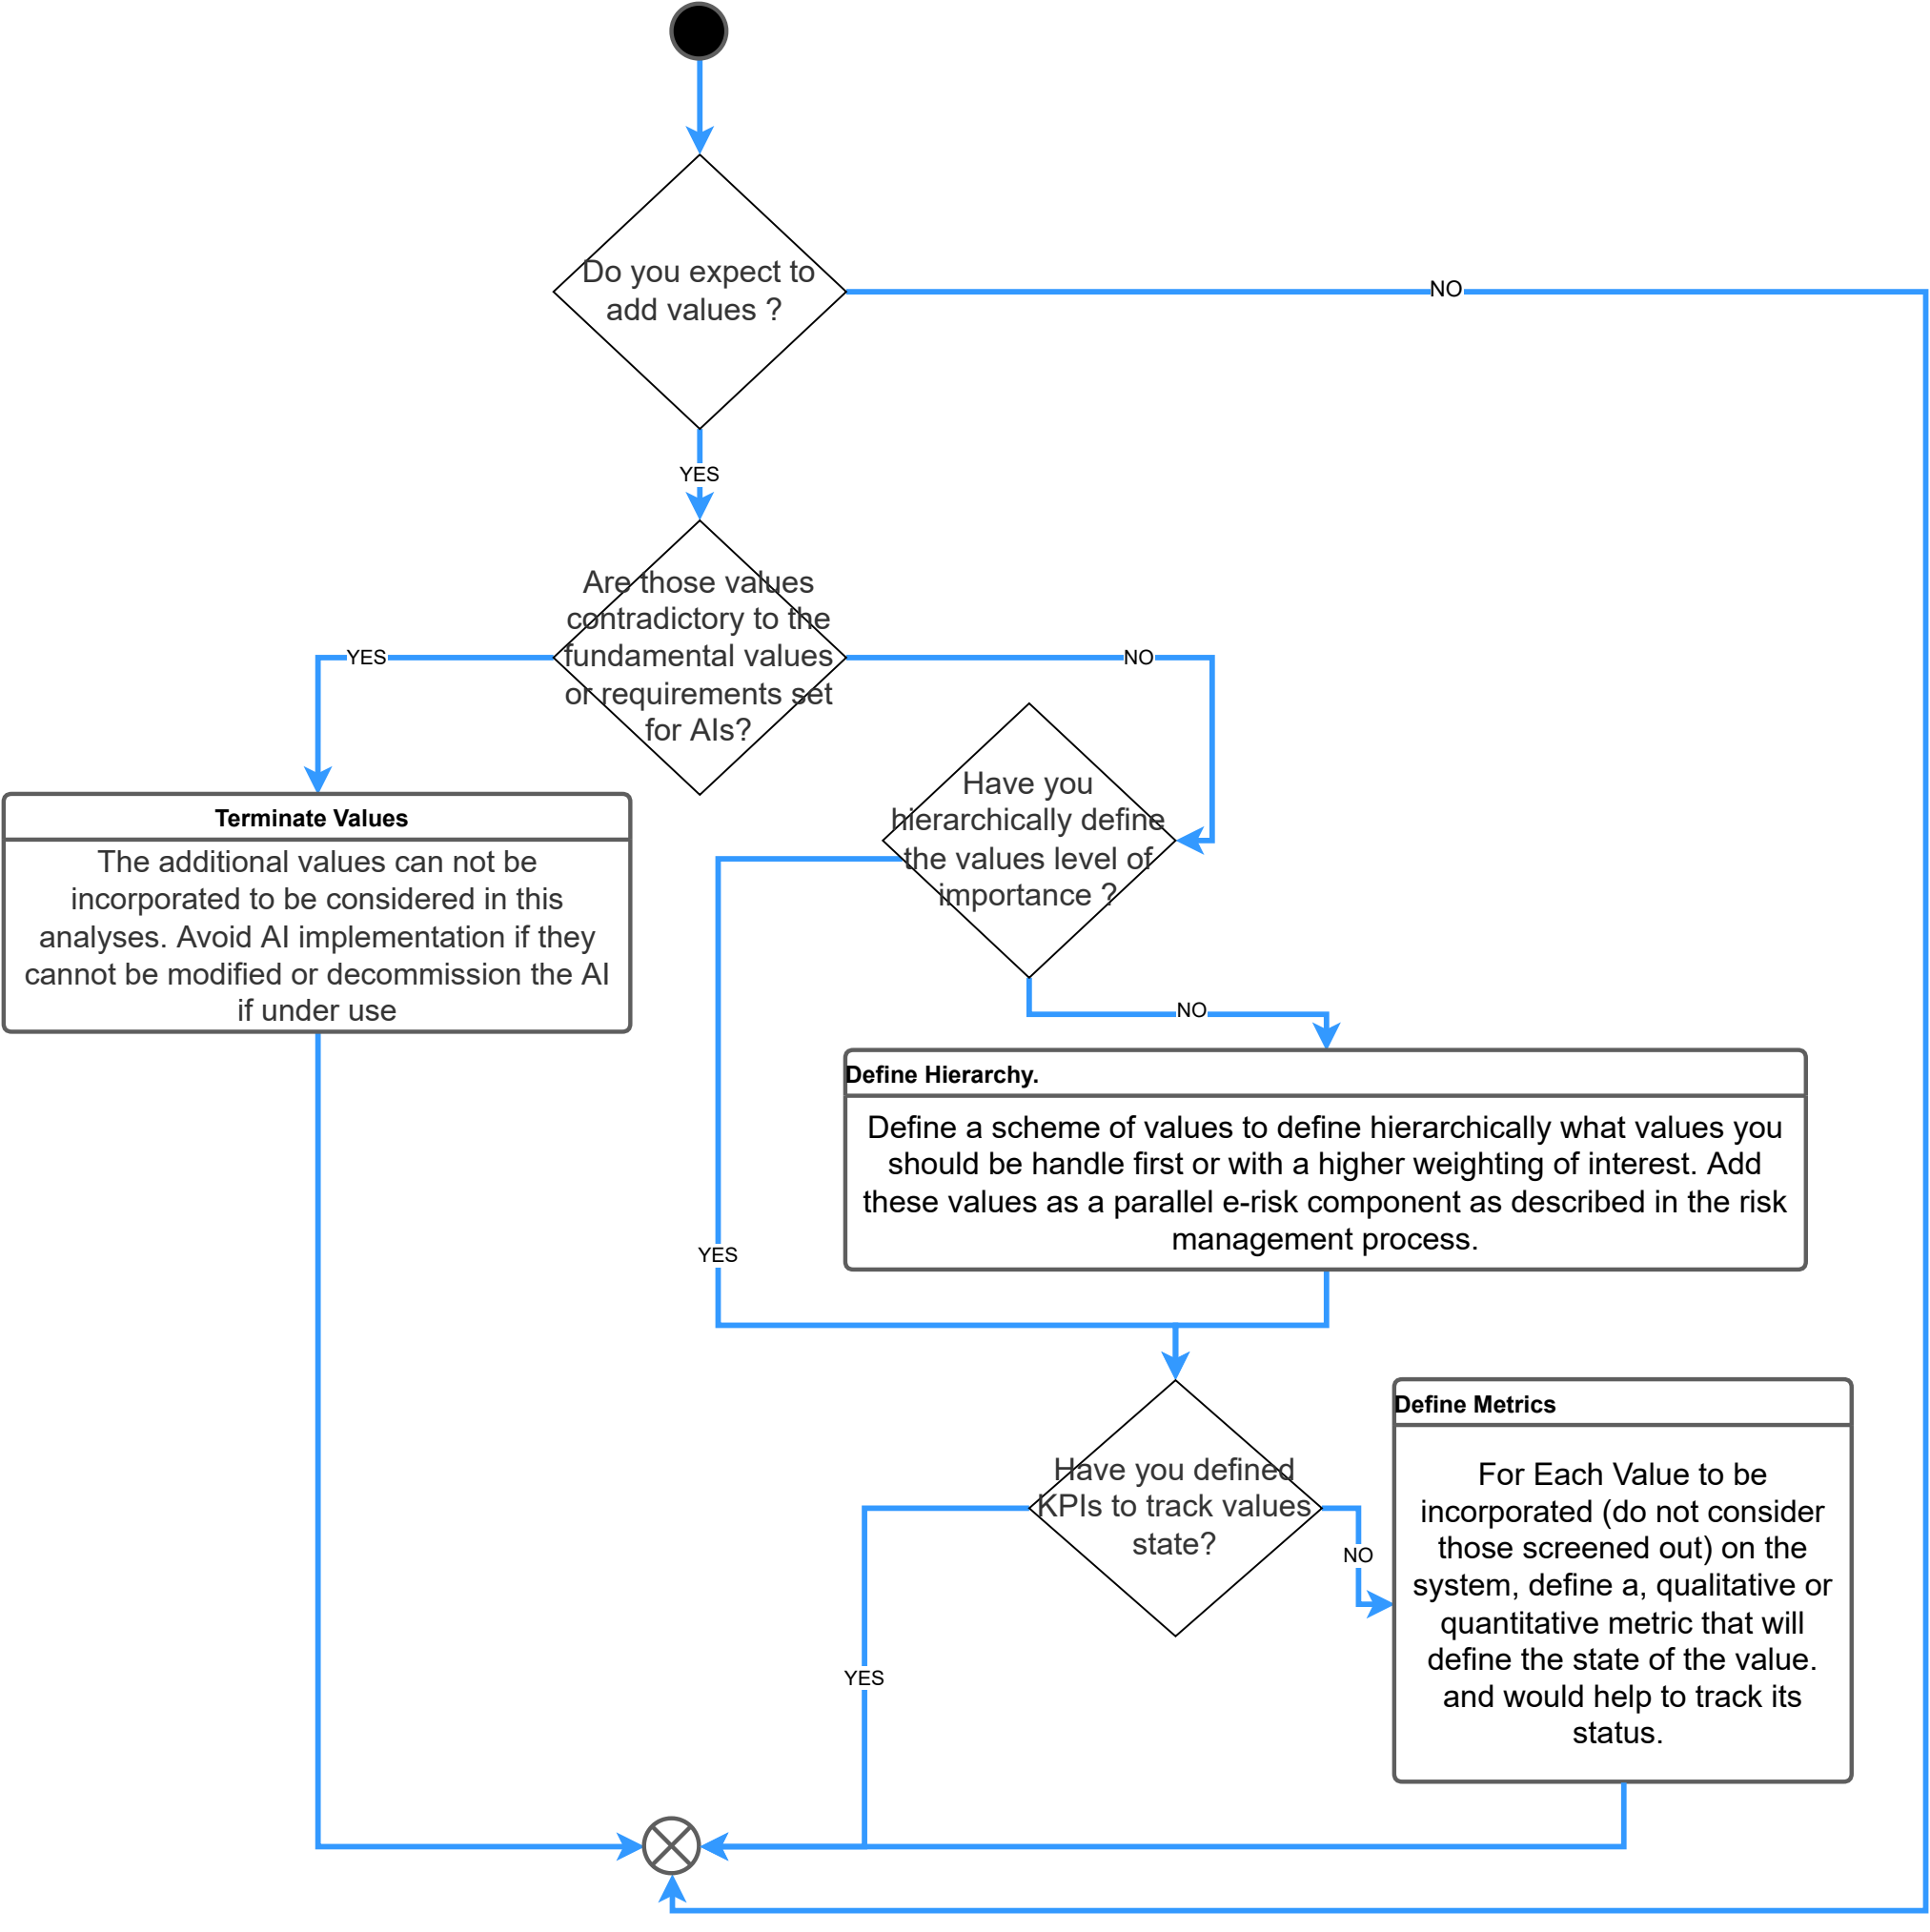 Do you expect to
add values ?
NO
YES
Are those values
contradictory to the
fundamental values
or requirements set
for AIs?
YES
NO
Have you
hierarchically define
the values level of
importance ?
Terminate Values
The additional values can not be
incorporated to be considered in this
analyses. Avoid AI implementation if they
cannot be modified or decommission the AI
if under use
NO
Define Hierarchy.
Define a scheme of values to define hierarchically what values you
should be handle first or with a higher weighting of interest. Add
these values as a parallel e-risk component as described in the risk
management process.
YES
Have you defined
KPIs to track values
state?
NO
Define Metrics
For Each Value to be
incorporated (do not consider
those screened out) on the
system, define a, qualitative or
quantitative metric that will
define the state of the value.
and would help to track its
status.
YES